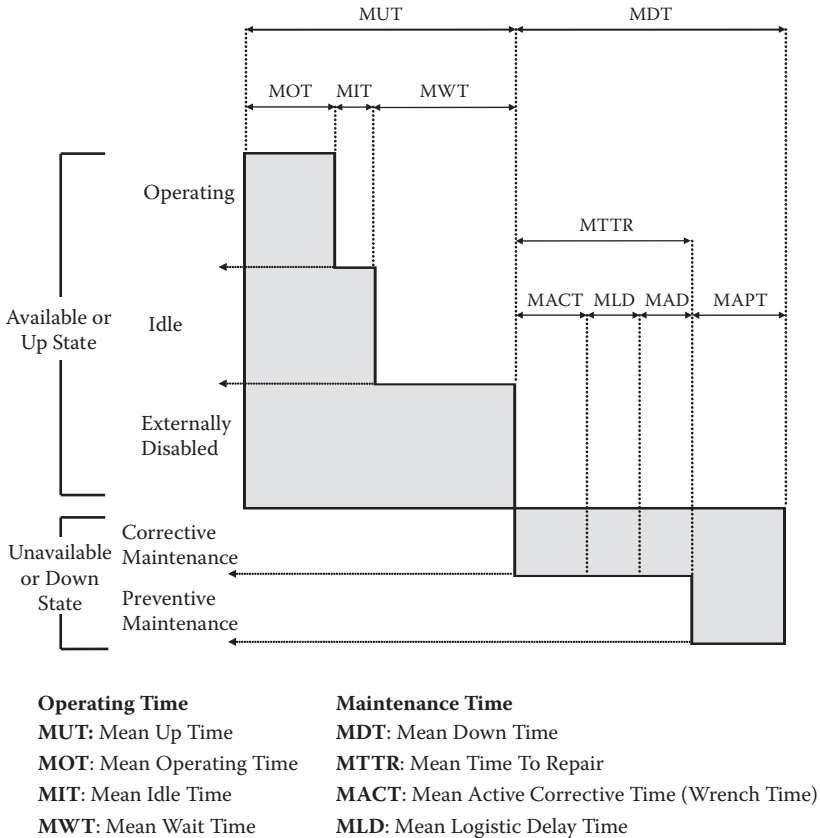 MUT MDT
MOT MIT MWT
Operating
MTTR
MACT MLD MAD MAPT
Available or
Up State
Idle
Externally
Disabled
Unavailable
or Down
State
Corrective
Maintenance
Preventive
Maintenance
Operating Time Maintenance Time
MUT: Mean Up Time MDT: Mean Down Time
MOT: Mean Operating Time MTTR: Mean Time To Repair
MIT: Mean Idle Time MACT: Mean Active Corrective Time (Wrench Time)
MWT: Mean Wait Time MLD: Mean Logistic Delay Time